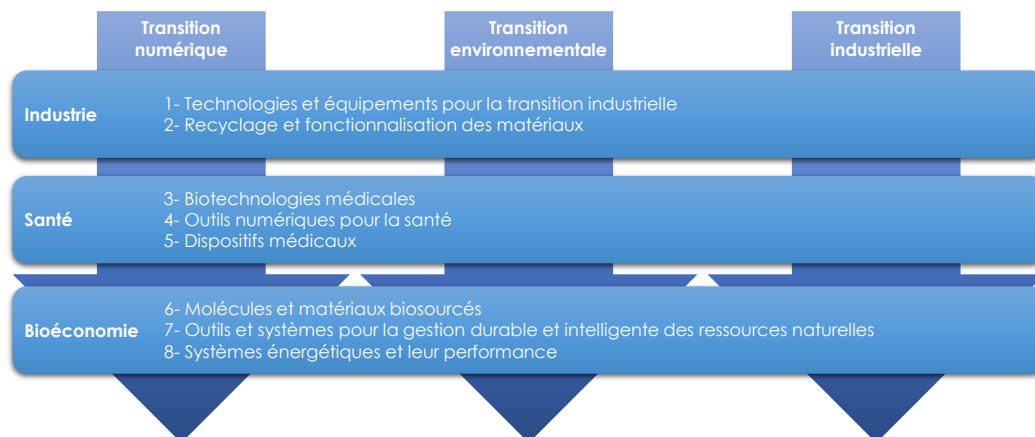 Transition
numérique
Transition
environnementale
Transition
industrielle
Industrie
1- Technologies et équipements pour la transition industrielle
2- Recyclage et fonctionnalisation des matériaux
Santé
3- Biotechnologies médicales
4- Outils numériques pour la santé
5- Dispositifs médicaux
Bioéconomie
6- Molécules et matériaux biosourcés
7- Outils et systèmes pour la gestion durable et intelligente des ressources naturelles
8- Systèmes énergétiques et leur performance